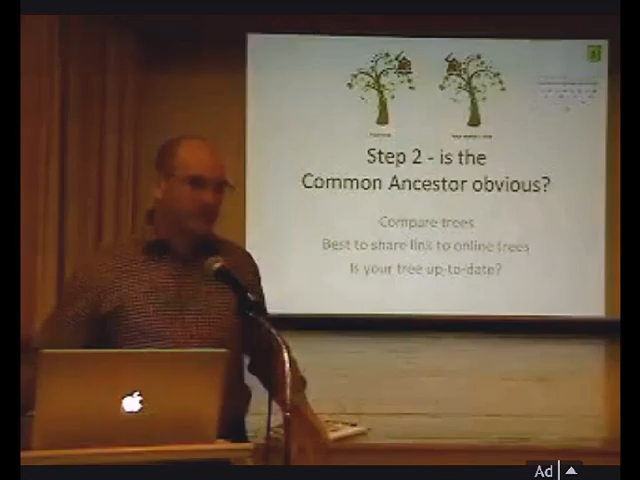 Step 2 - is the
Common Ancestor obvious?
Compare trees
Best to share link to online trees
Is your tree up-to-date?
Ad